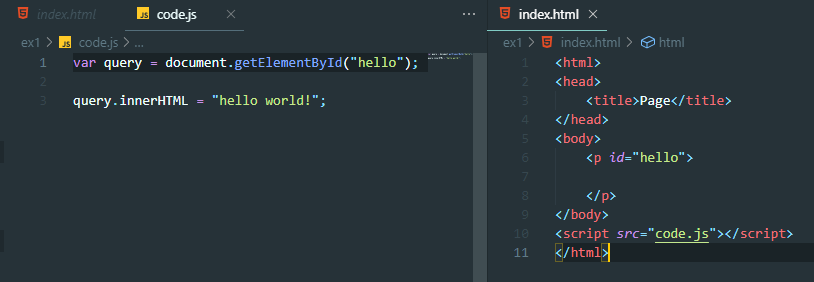 index.html
code.js
ex1 > code.js > ...
1 var query = document.getElementById("hello");
2
3 query.innerHTML = "hello world!";
index.html
ex1 > index.html > html
1 <html>
2 <head>
3 <title>Page</title>
4 </head>
5 <body>
6 <p id="hello">
7
8 </p>
9 </body>
10 <script src="code.js"></script>
11 </html>